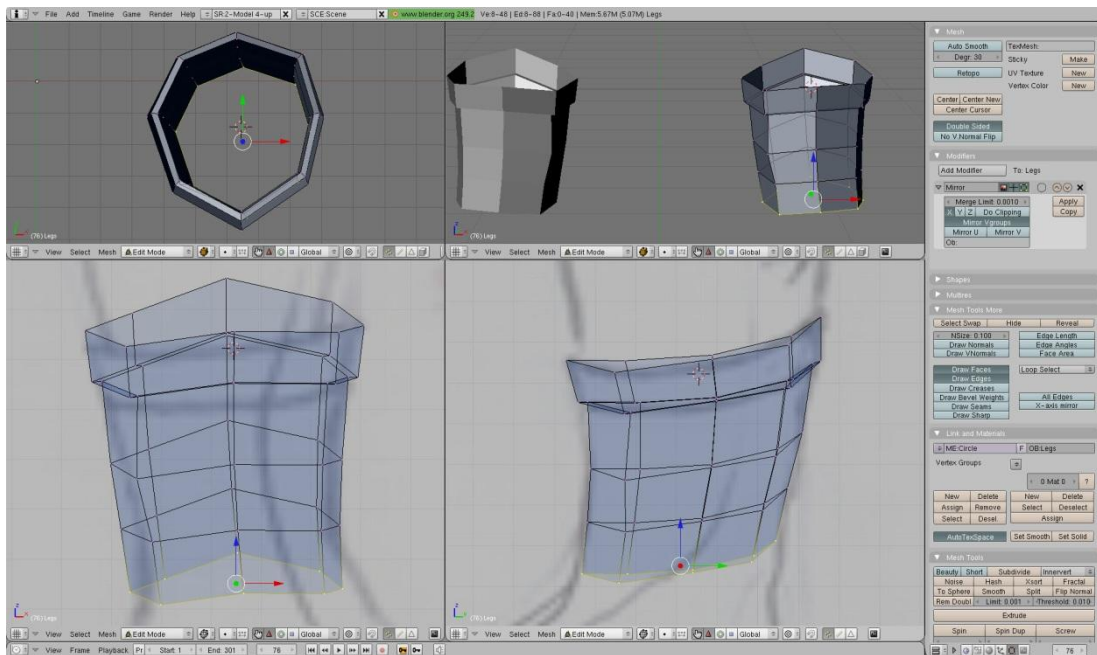 File Add Timeline Game Render Help SR:2-Model 4-up X SCE:Scene X www.blender.org 249.2 Ve:8-48 | Ed:8-88 | Fa:0-40 | Mem:5.67M (5.07M) Legs
(76) Legs
View Select Mesh Edit Mode Global
(76) Legs
View Select Mesh Edit Mode Global
(76) Legs
View Select Mesh Edit Mode Global
(76) Legs
View Select Mesh Edit Mode Global
View Frame Playback Pr Start: 1 End: 301 76
Mesh
Auto Smooth TexMesh:
Degr: 30 Sticky Make
Retopo UV Texture New
Vertex Color New
Center Center New
Center Cursor
Double Sided
No V.Normal Flip
Modifiers
Add Modifier To: Legs
Mirror
Merge Limit: 0.0010 Apply
X Y Z Do Clipping Copy
Mirror Vgroups
Mirror U Mirror V
Ob:
Shapes
Multires
Mesh Tools More
Select Swap Hide Reveal
NSize: 0.100 Edge Length
Draw Normals Edge Angles
Draw VNormals Face Area
Draw Faces Loop Select
Draw Edges
Draw Creases
Draw Bevel Weights All Edges
Draw Seams X-axis mirror
Draw Sharp
Link and Materials
ME:Circle F OB:Legs
Vertex Groups
0 Mat 0 ?
New Delete New Delete
Assign Remove Select Deselect
Select Desel. Assign
AutoTexSpace Set Smooth Set Solid
Mesh Tools
Beauty Short Subdivide Innervert
Noise Hash Xsort Fractal
To Sphere Smooth Split Flip Normal
Rem Doubl Limit: 0.001 Threshold: 0.010
Extrude
Spin Spin Dup Screw
76